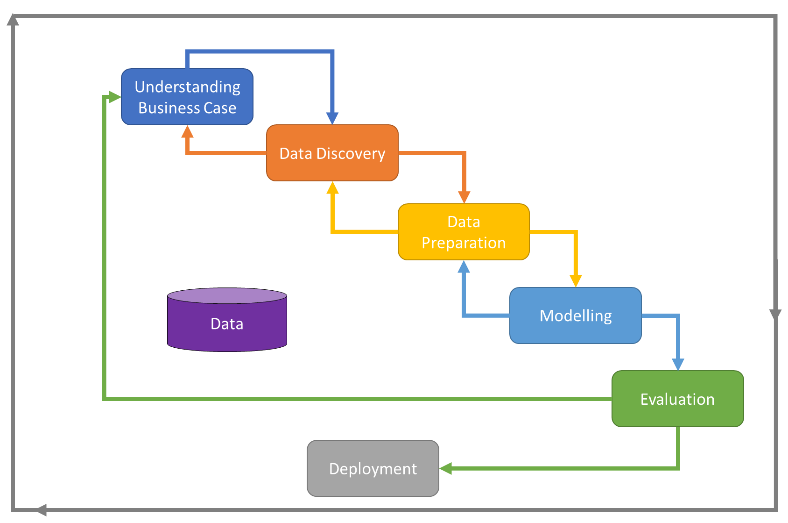 Understanding
Business Case
Data Discovery
Data
Preparation
Data
Modelling
Evaluation
Deployment